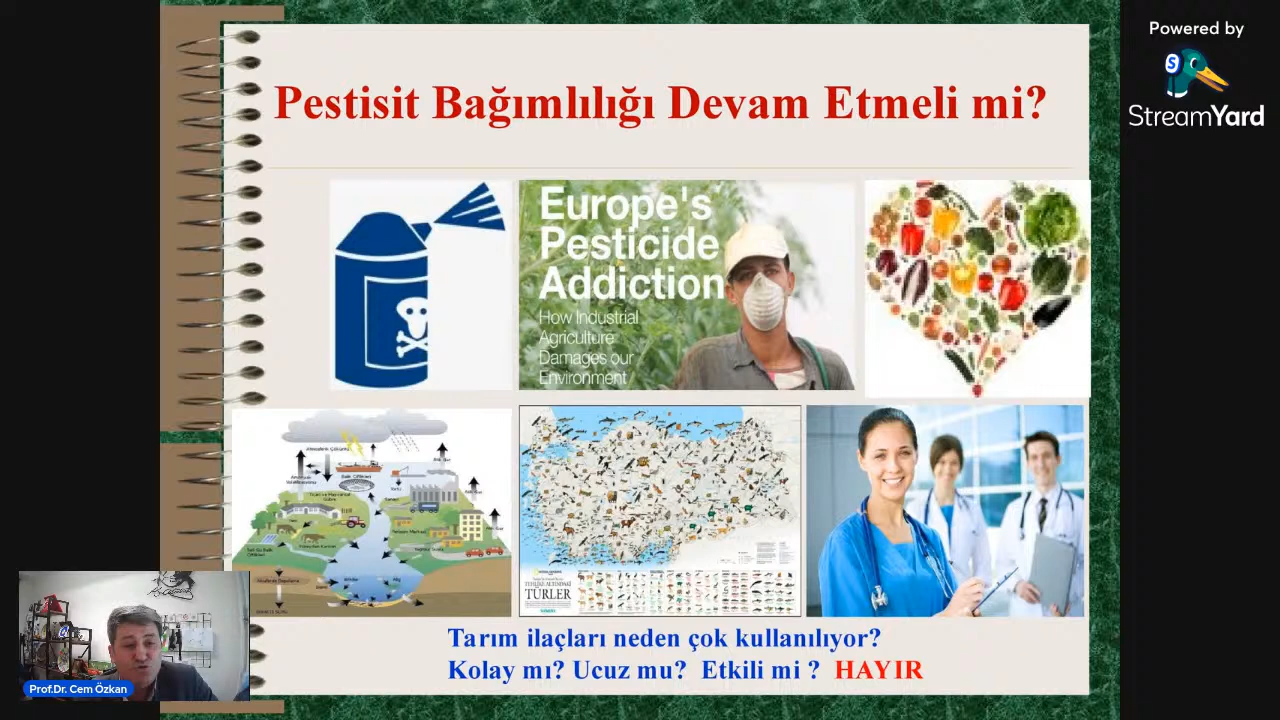 Powered by
StreamYard
Pestisit Bağımlılığı Devam Etmeli mi?
Europe's
Pesticide
Addiction
How Industrial
Agriculture
Damages our
Environment
TÜRLER
Tarım ilaçları neden çok kullanılıyor?
Kolay mı? Ucuz mu? Etkili mi ? HAYIR
Prof.Dr. Cem Özkan